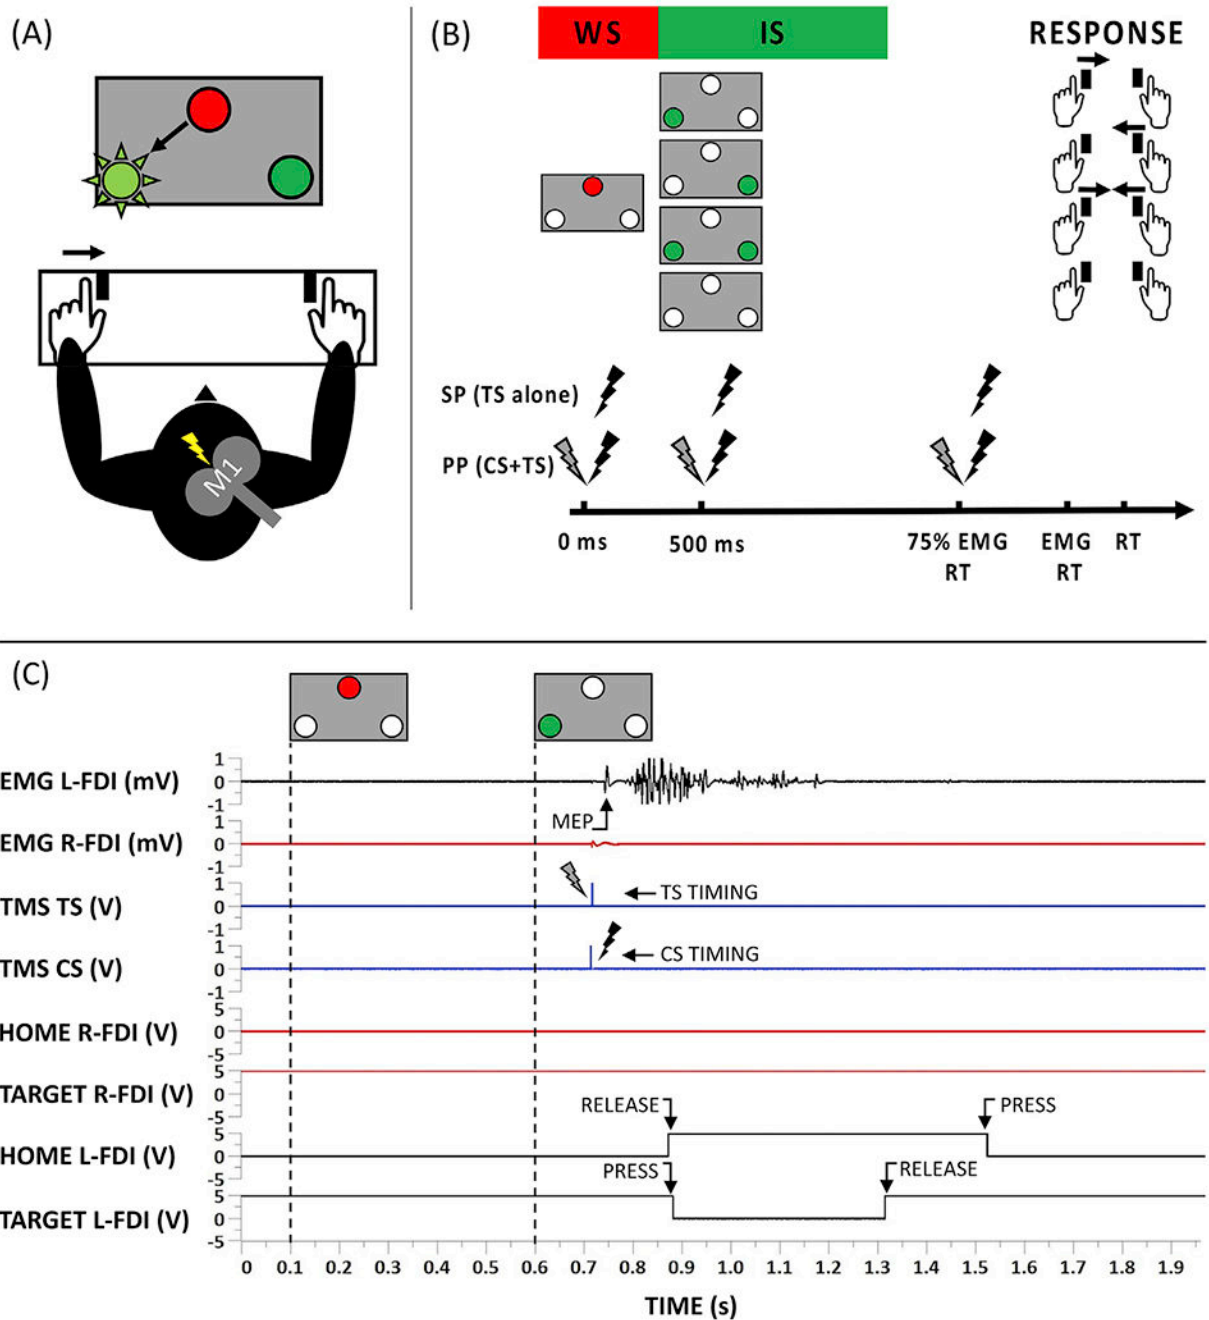 (A)
M1
(B)
WS
IS
RESPONSE
SP (TS alone)
PP (CS+TS)
0 ms
500 ms
75% EMG
RT
EMG
RT
RT
(C)
EMG L-FDI (mV)
1
0
-1
MEP
EMG R-FDI (mV)
1
0
-1
TMS TS (V)
1
0
-1
TS TIMING
TMS CS (V)
1
0
-1
CS TIMING
HOME R-FDI (V)
5
0
-5
TARGET R-FDI (V)
5
0
-5
RELEASE
PRESS
HOME L-FDI (V)
5
0
-5
PRESS
RELEASE
TARGET L-FDI (V)
5
0
-5
0 0.1 0.2 0.3 0.4 0.5 0.6 0.7 0.8 0.9 1.0 1.1 1.2 1.3 1.4 1.5 1.6 1.7 1.8 1.9
TIME (s)